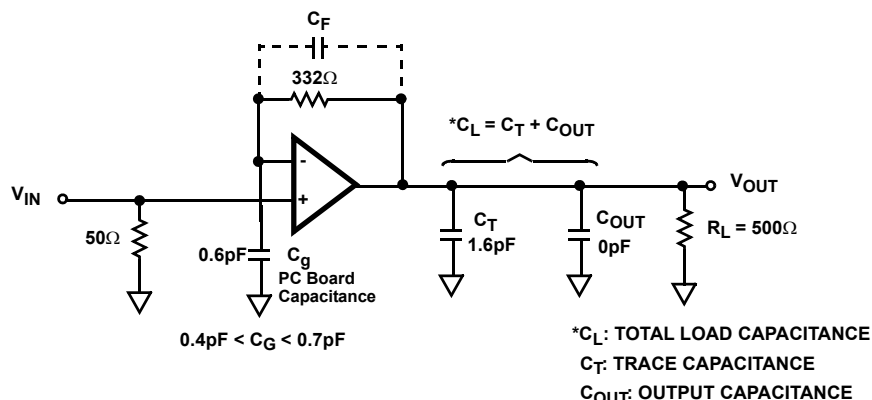 C_F
332Ω
*C_L = C_T + C_OUT
-
+
V_IN
V_OUT
50Ω
0.6pF
C_g
PC Board
Capacitance
C_T
1.6pF
C_OUT
0pF
R_L = 500Ω
0.4pF < C_G < 0.7pF
*C_L: TOTAL LOAD CAPACITANCE
C_T: TRACE CAPACITANCE
C_OUT: OUTPUT CAPACITANCE